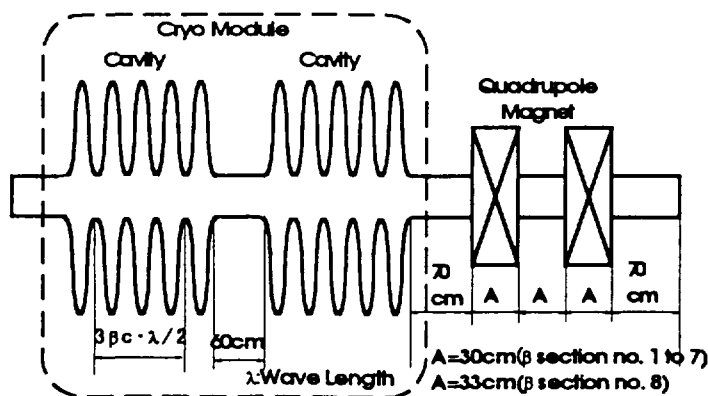 Cryo Module
Cavity
Cavity
Quadrupole
Magnet
70
cm
A
A
A
70
cm
3βc·λ/2
60cm
λ:Wave Length
A=30cm(β section no. 1 to 7)
A=33cm(β section no. 8)